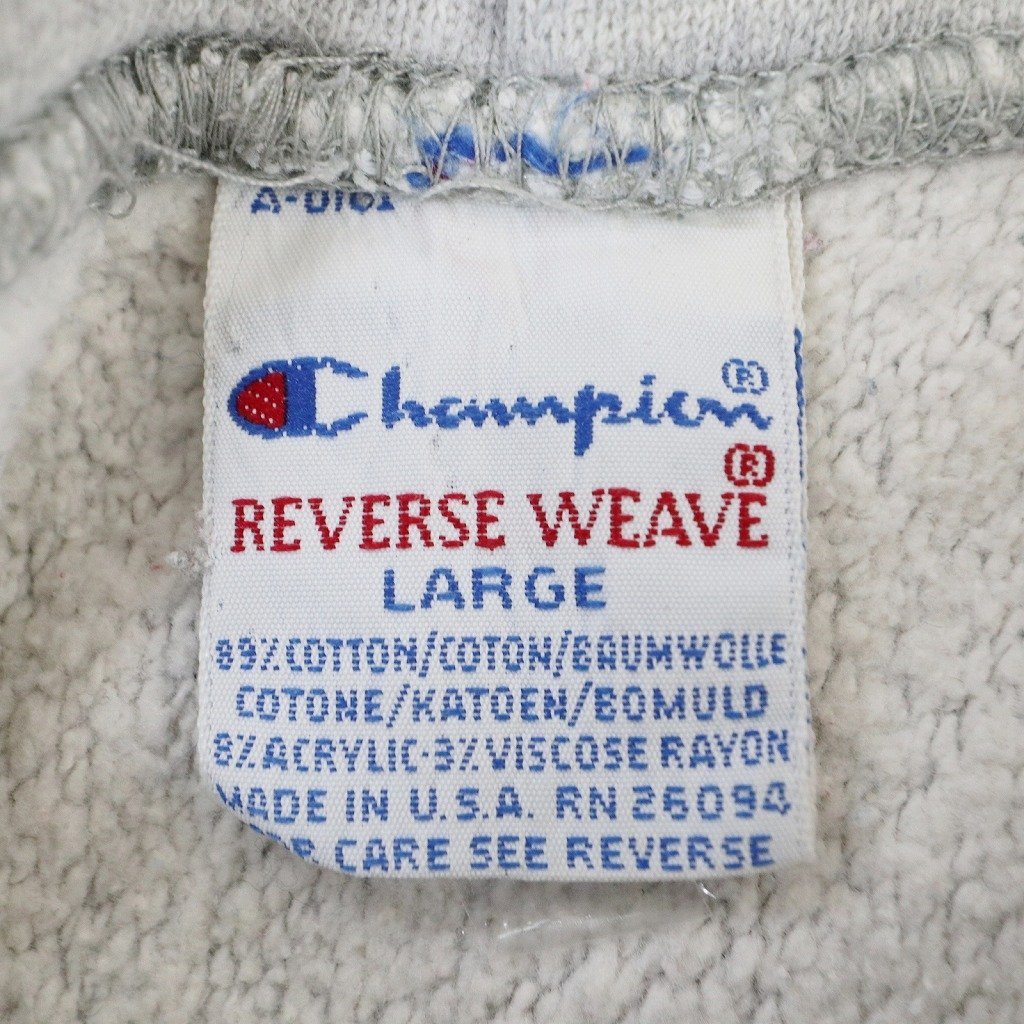 A-0161
Champion®
®
REVERSE WEAVE
LARGE
89% COTTON/COTON/BAUMWOLLE
COTONE/KATOEN/BOMULD
8% ACRYLIC·3% VISCOSE RAYON
MADE IN U.S.A. RN 26094
CARE SEE REVERSE